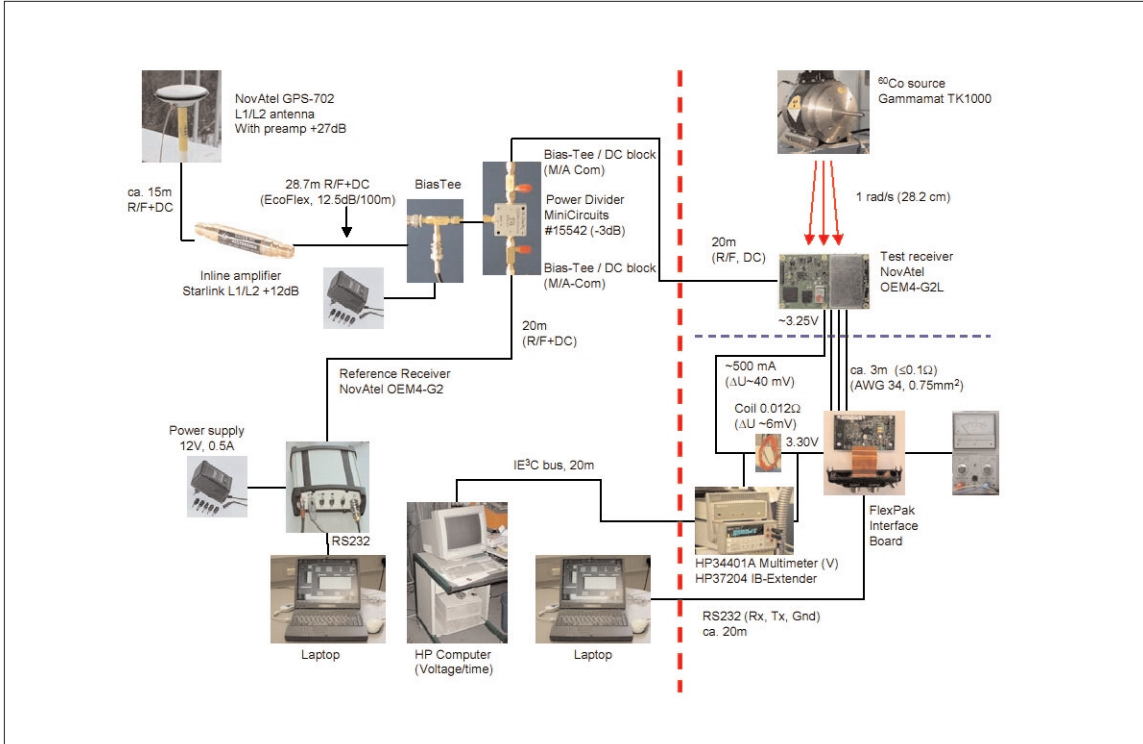 NovAtel GPS-702
L1/L2 antenna
With preamp +27dB
ca. 15m
R/F+DC
28.7m R/F+DC
(EcoFlex, 12.5dB/100m)
BiasTee
Inline amplifier
Starlink L1/L2 +12dB
Bias-Tee / DC block
(M/A Com)
Power Divider
MiniCircuits
#15542 (-3dB)
Bias-Tee / DC block
(M/A-Com)
20m
(R/F+DC)
60Co source
Gammamat TK1000
1 rad/s (28.2 cm)
20m
(R/F, DC)
Test receiver
NovAtel
OEM4-G2L
~3.25V
~500 mA
(ΔU~40 mV)
ca. 3m (≤0.1Ω)
(AWG 34, 0.75mm²)
Coil 0.012Ω
(ΔU ~6mV)
3.30V
Reference Receiver
NovAtel OEM4-G2
Power supply
12V, 0.5A
RS232
IE³C bus, 20m
FlexPak
Interface
Board
HP34401A Multimeter (V)
HP37204 IB-Extender
RS232 (Rx, Tx, Gnd)
ca. 20m
Laptop
HP Computer
(Voltage/time)
Laptop